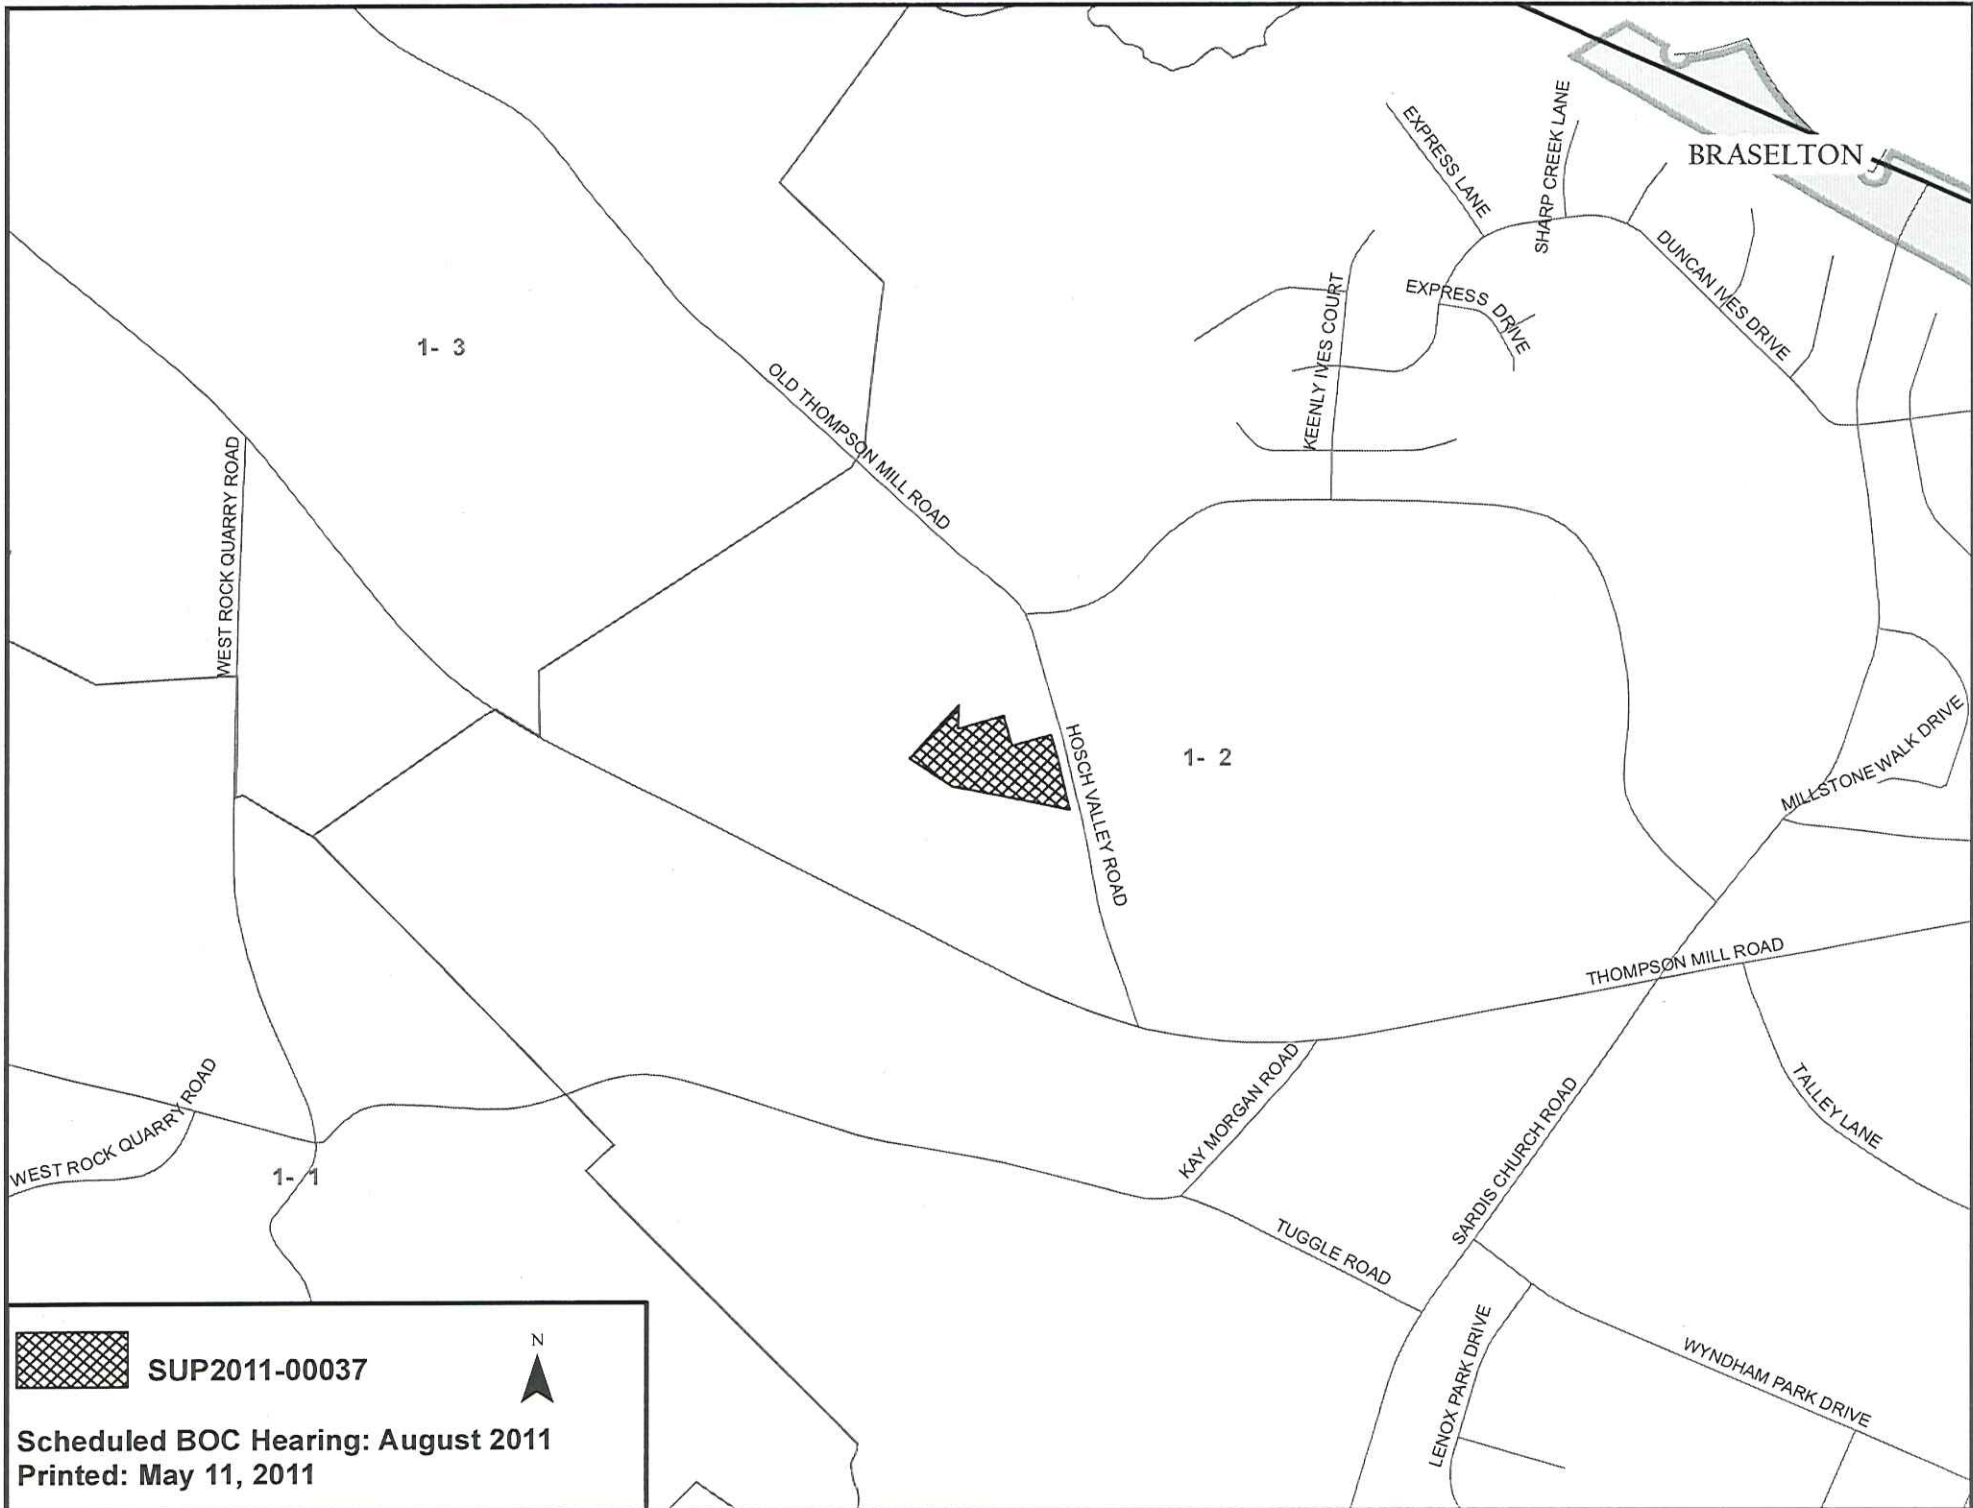 EXPRESS LANE
SHARP CREEK LANE
BRASELTON
DUNCAN IVES DRIVE
EXPRESS DRIVE
KEENLY IVES COURT
1- 3
OLD THOMPSON MILL ROAD
WEST ROCK QUARRY ROAD
HOSCH VALLEY ROAD
1- 2
MILLSTONE WALK DRIVE
THOMPSON MILL ROAD
KAY MORGAN ROAD
SARDIS CHURCH ROAD
TALLEY LANE
WEST ROCK QUARRY ROAD
1- 1
TUGGLE ROAD
LENOX PARK DRIVE
WYNDHAM PARK DRIVE
N
SUP2011-00037
Scheduled BOC Hearing: August 2011
Printed: May 11, 2011